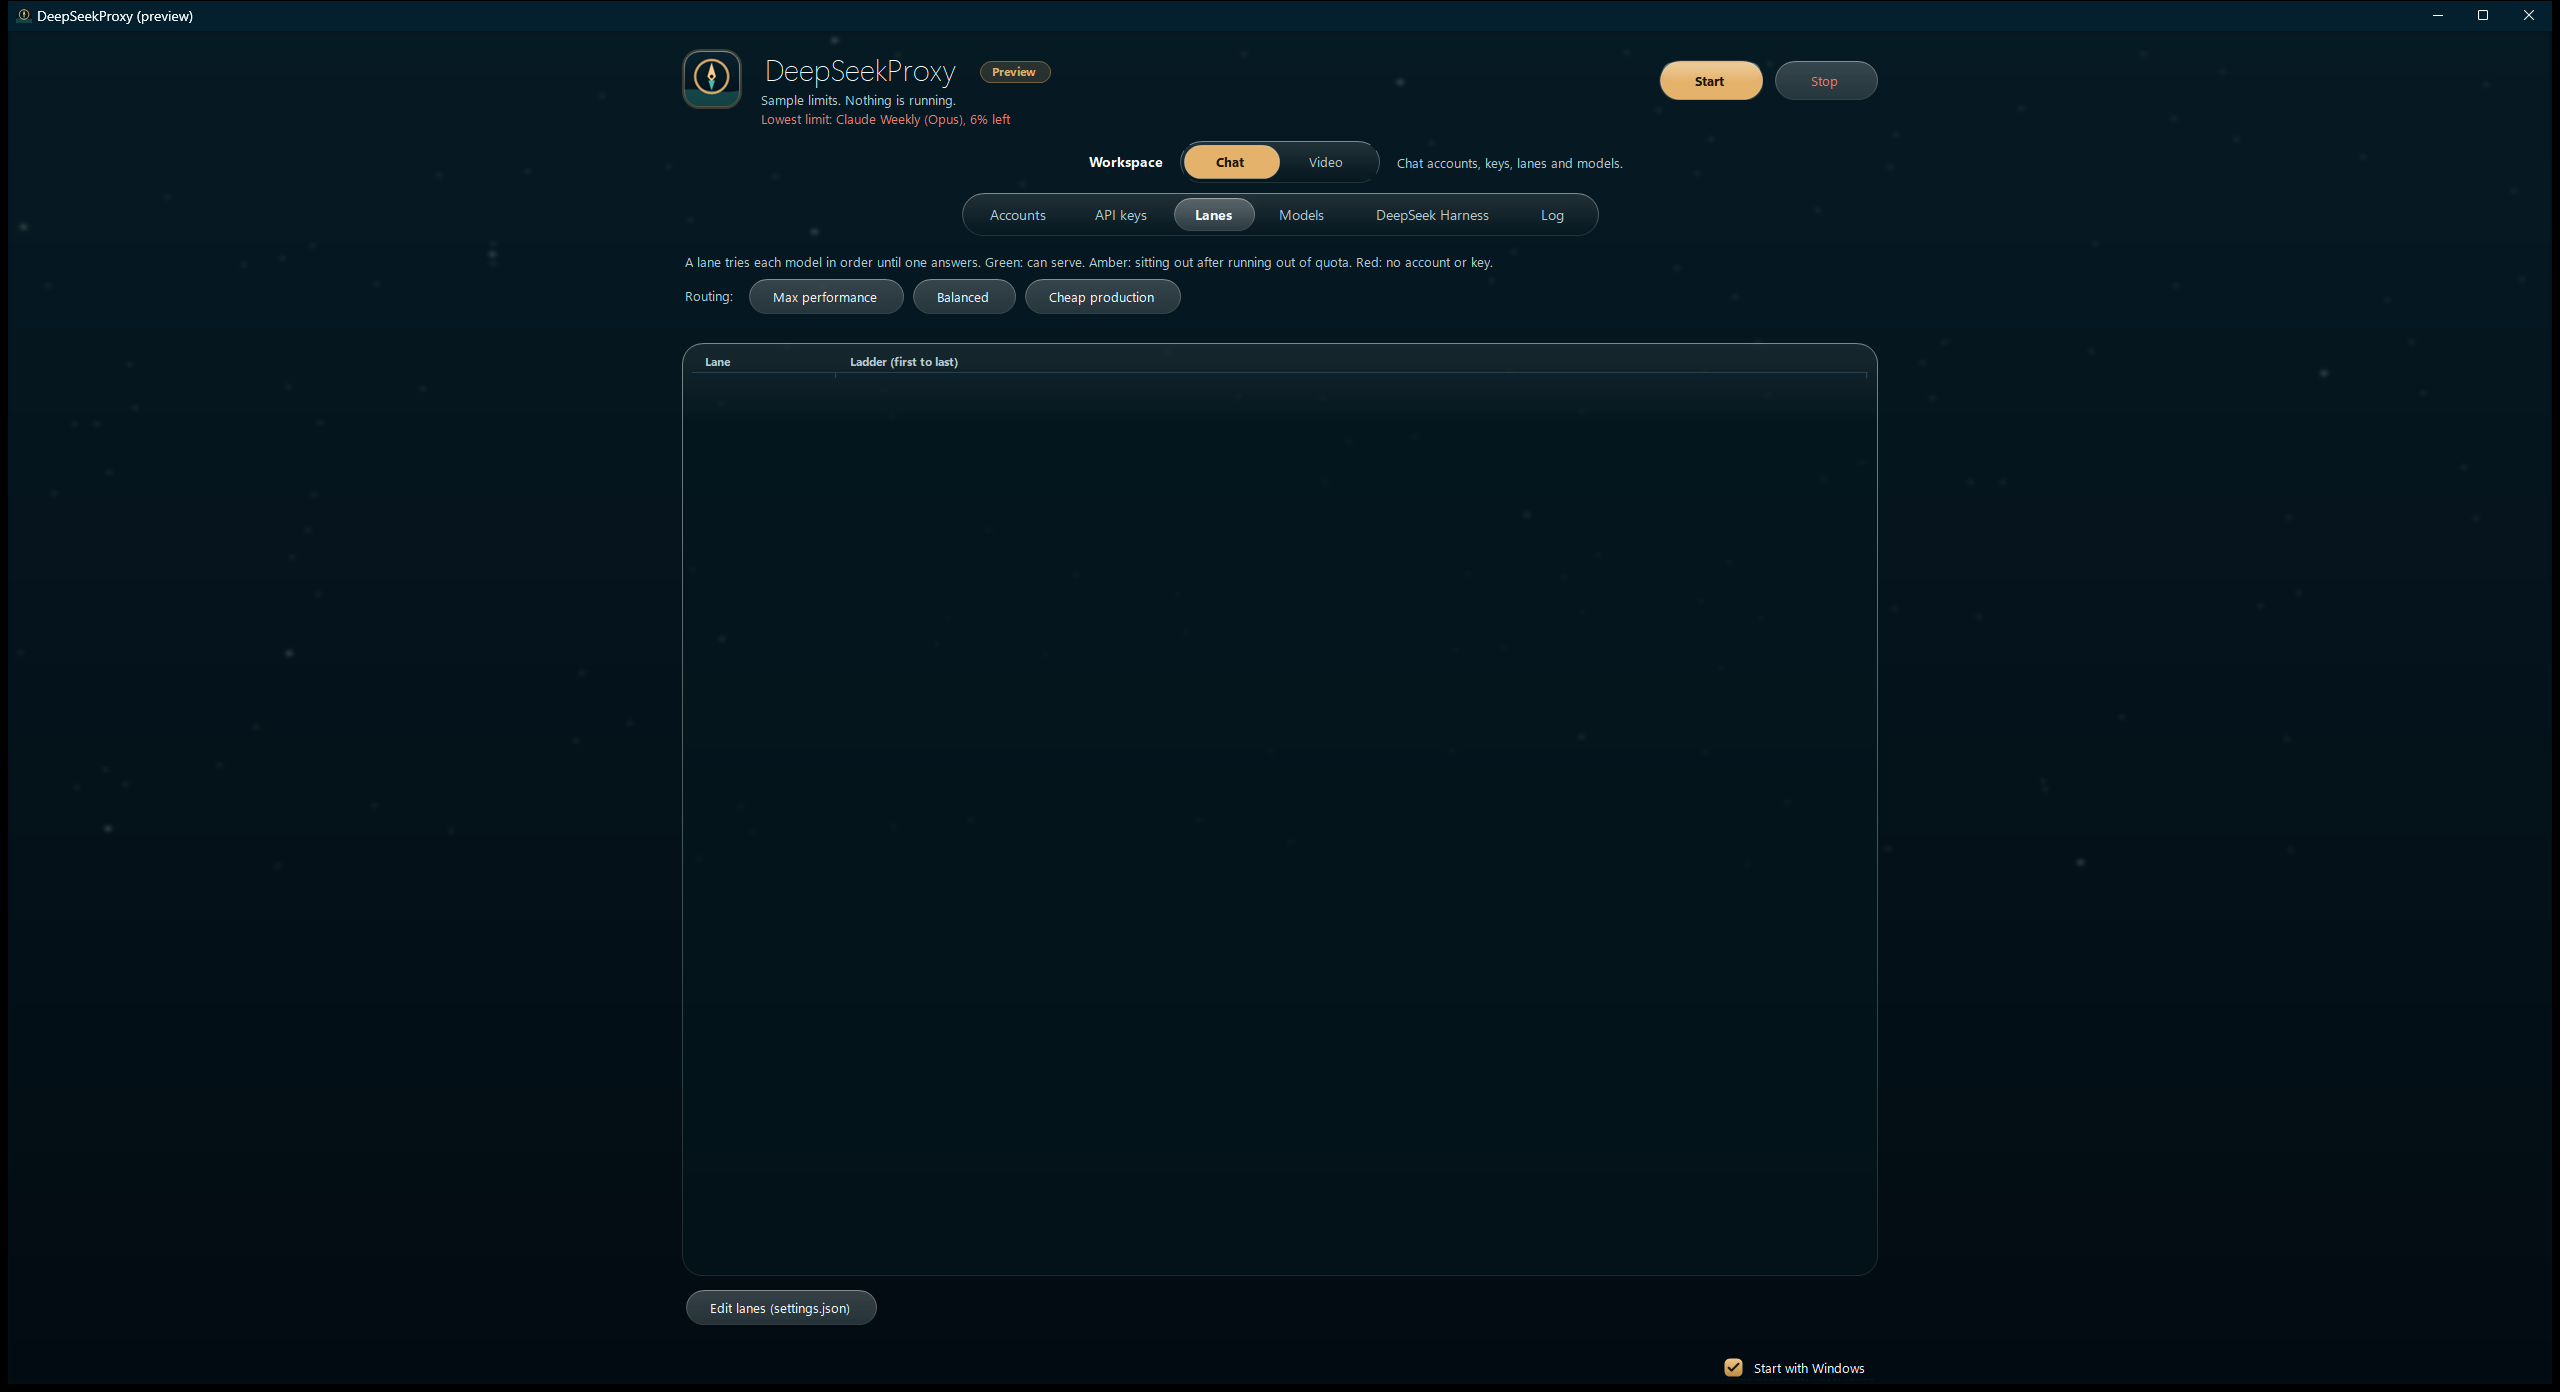 DeepSeekProxy (preview)
DeepSeekProxy Preview
Start Stop
Sample limits. Nothing is running.
Lowest limit: Claude Weekly (Opus), 6% left
Workspace Chat Video Chat accounts, keys, lanes and models.
Accounts API keys Lanes Models DeepSeek Harness Log
A lane tries each model in order until one answers. Green: can serve. Amber: sitting out after running out of quota. Red: no account or key.
Routing: Max performance Balanced Cheap production
Lane Ladder (first to last)
Edit lanes (settings.json)
Start with Windows